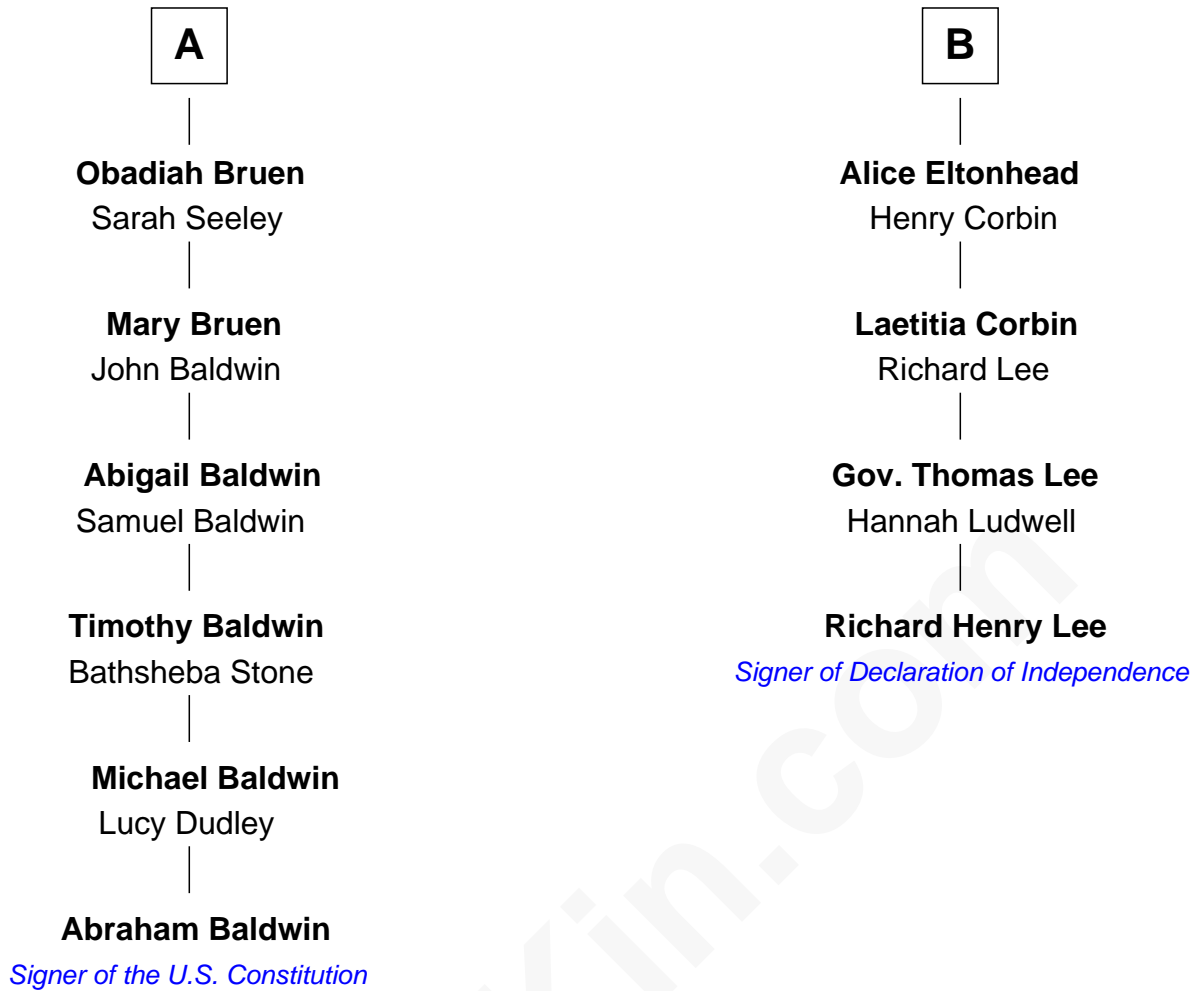 A
Obadiah Bruen
Sarah Seeley
Mary Bruen
John Baldwin
Abigail Baldwin
Samuel Baldwin
Timothy Baldwin
Bathsheba Stone
Michael Baldwin
Lucy Dudley
Abraham Baldwin
Signer of the U.S. Constitution
B
Alice Eltonhead
Henry Corbin
Laetitia Corbin
Richard Lee
Gov. Thomas Lee
Hannah Ludwell
Richard Henry Lee
Signer of Declaration of Independence
kin.com